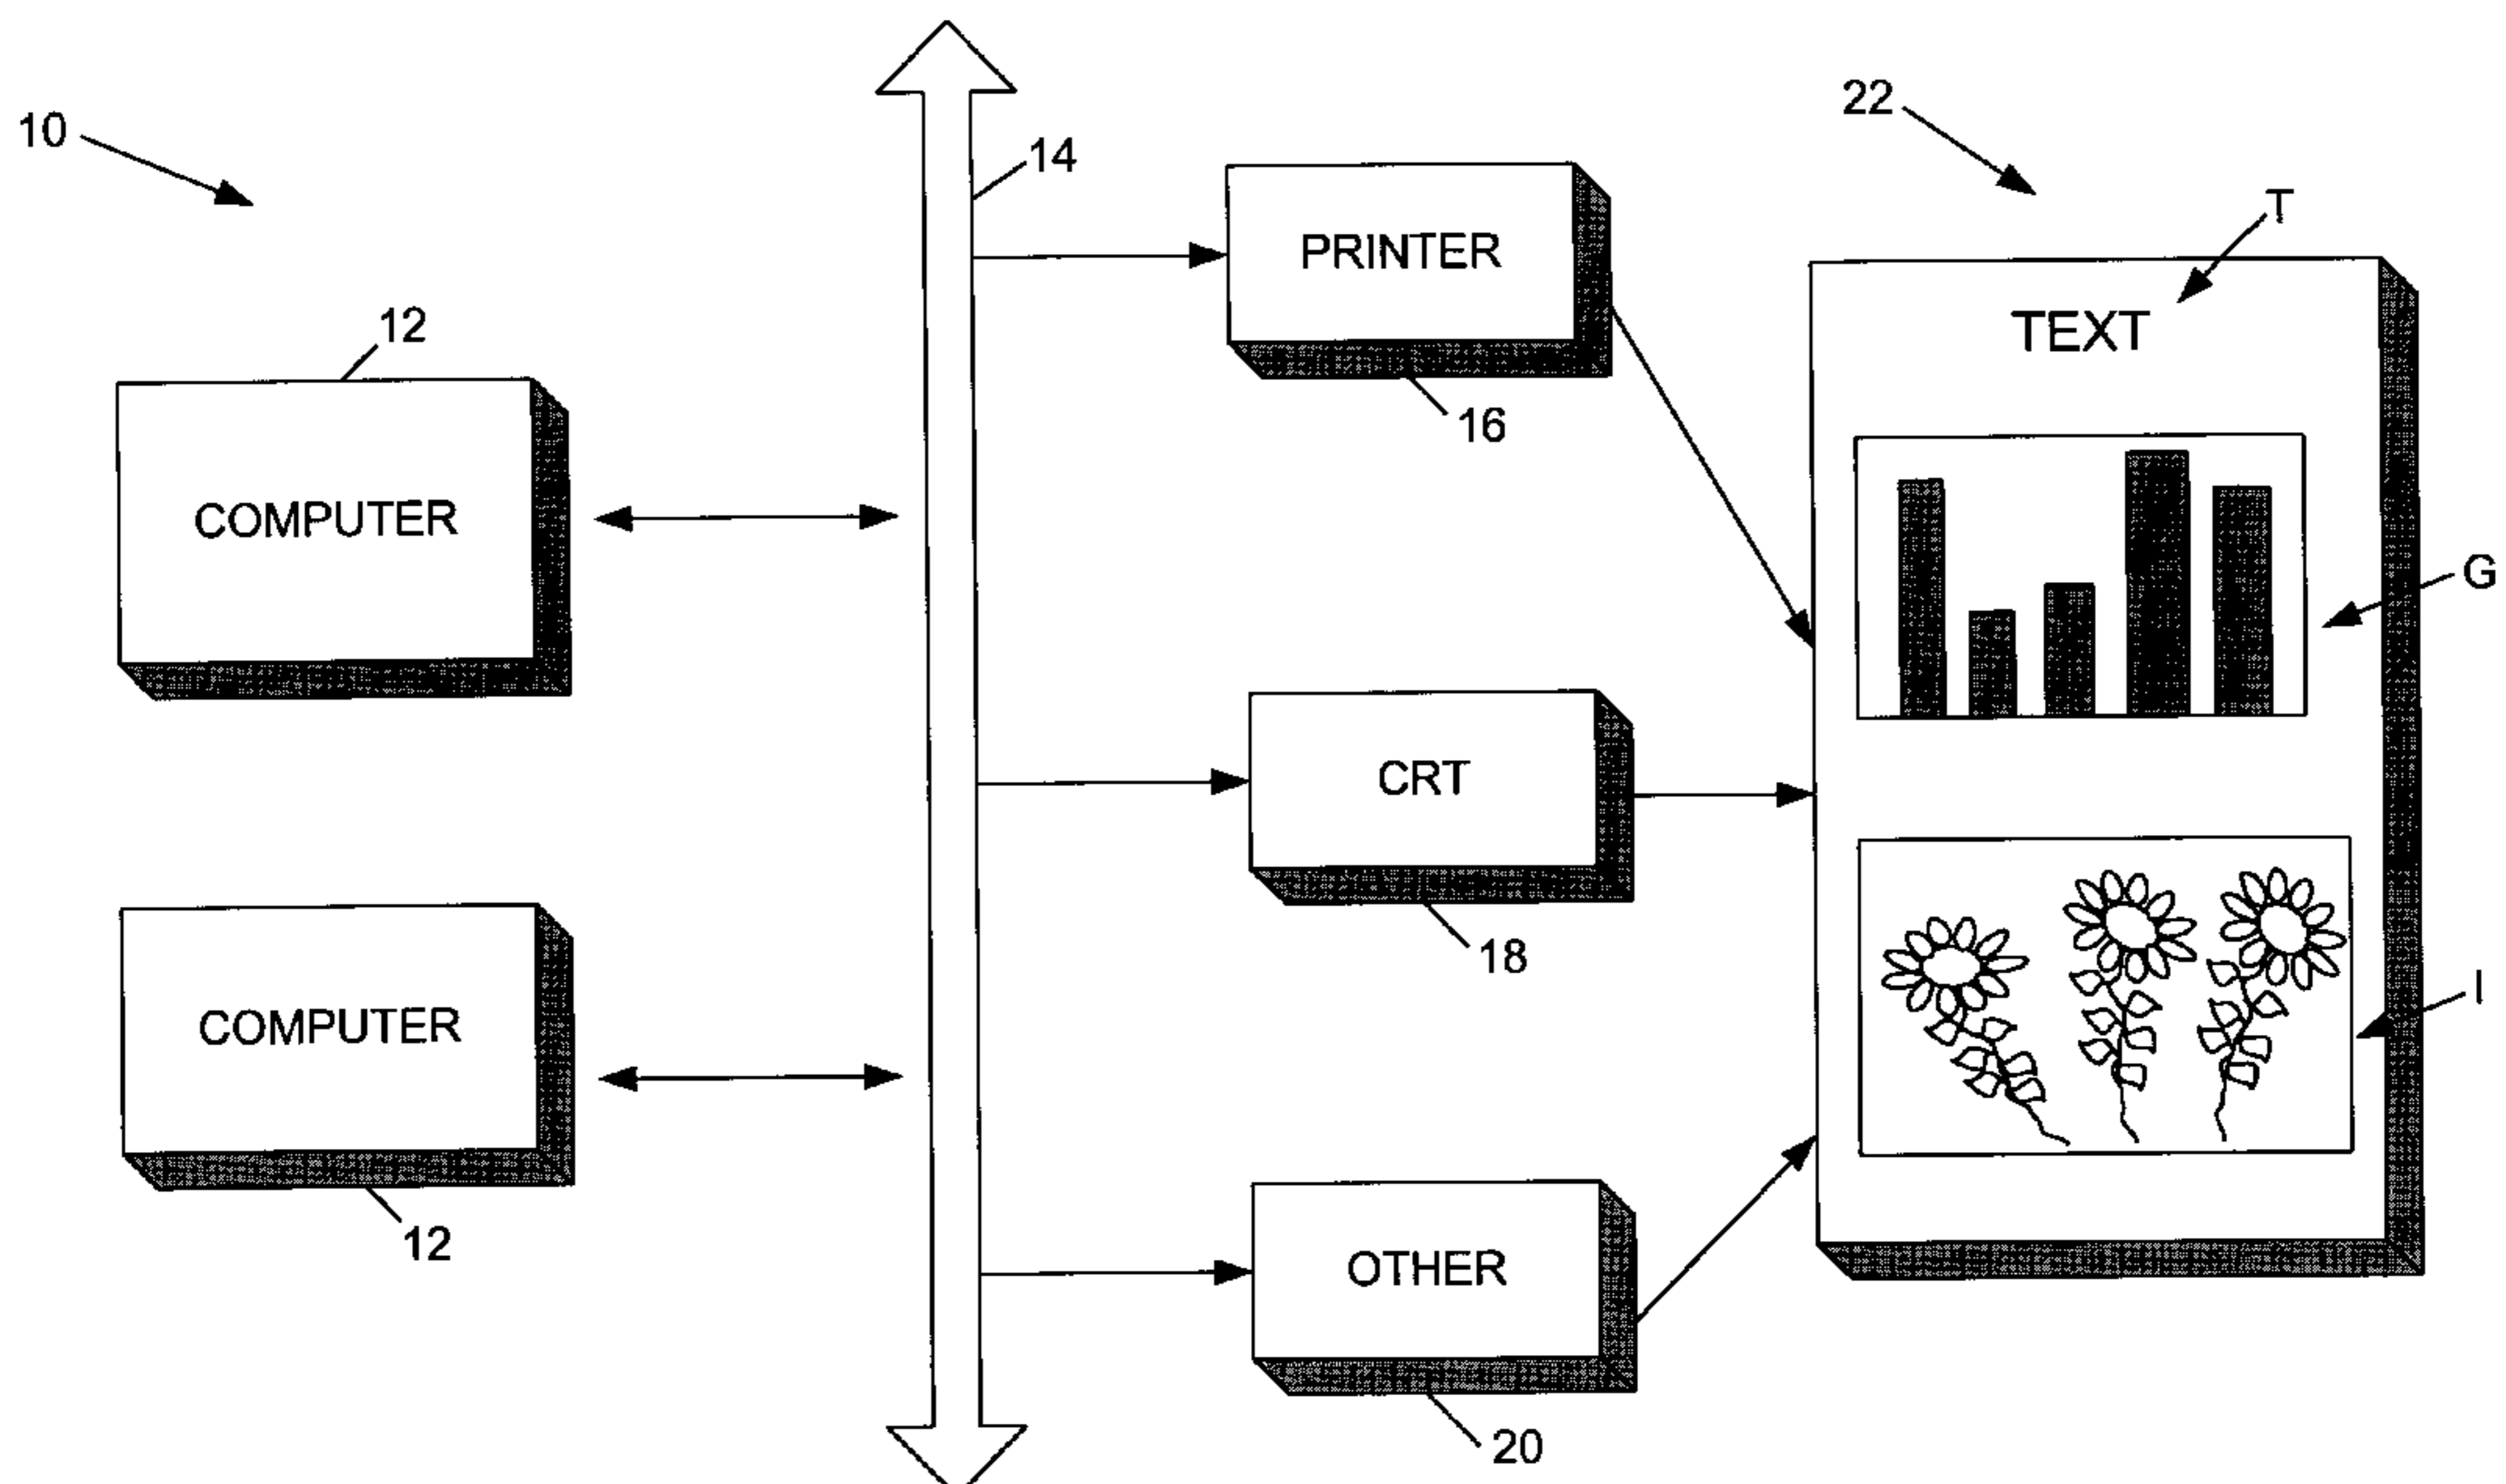 10
14
22
T
PRINTER
TEXT
12
16
COMPUTER
G
CRT
18
I
COMPUTER
12
OTHER
20